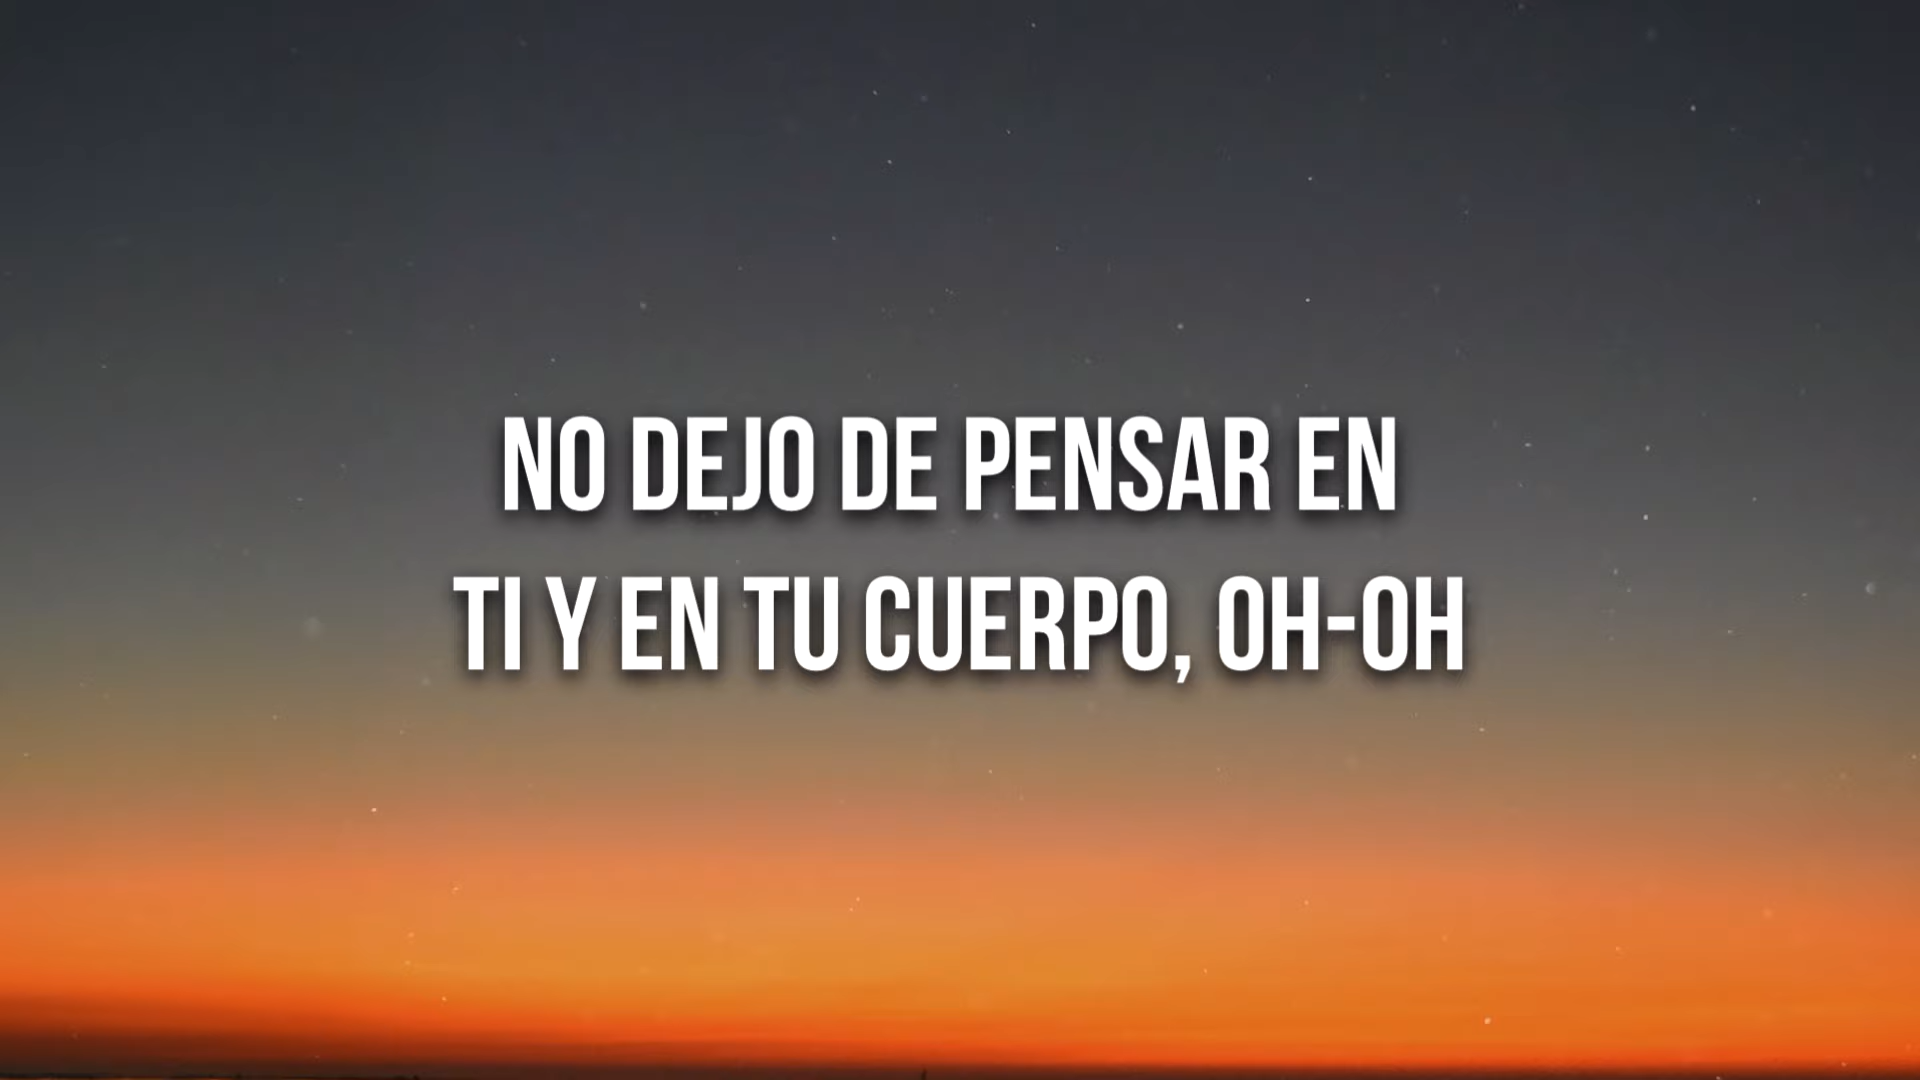 NO DEJO DE PENSAR EN
TI Y EN TU CUERPO, OH-OH